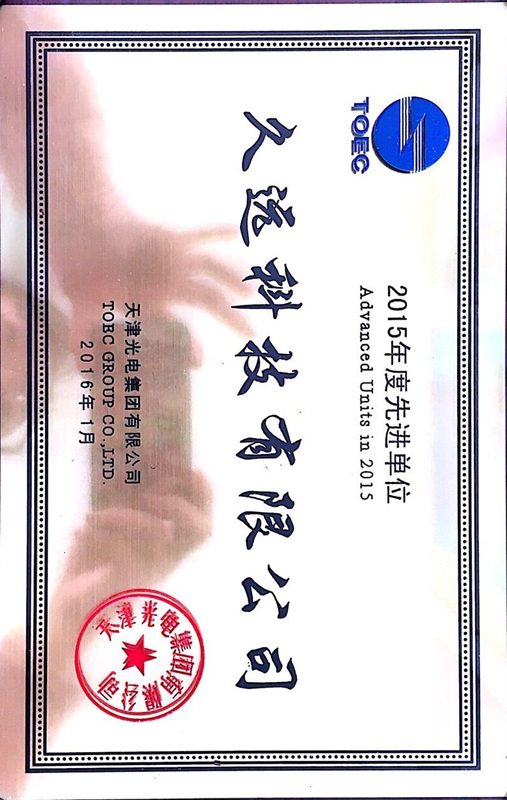 TOEC
2015年度先进单位
Advanced Units in 2015
久远科技有限公司
天津光电集团有限公司
TOEC GROUP CO.,LTD.
2016年1月
天津光电集团有限公司